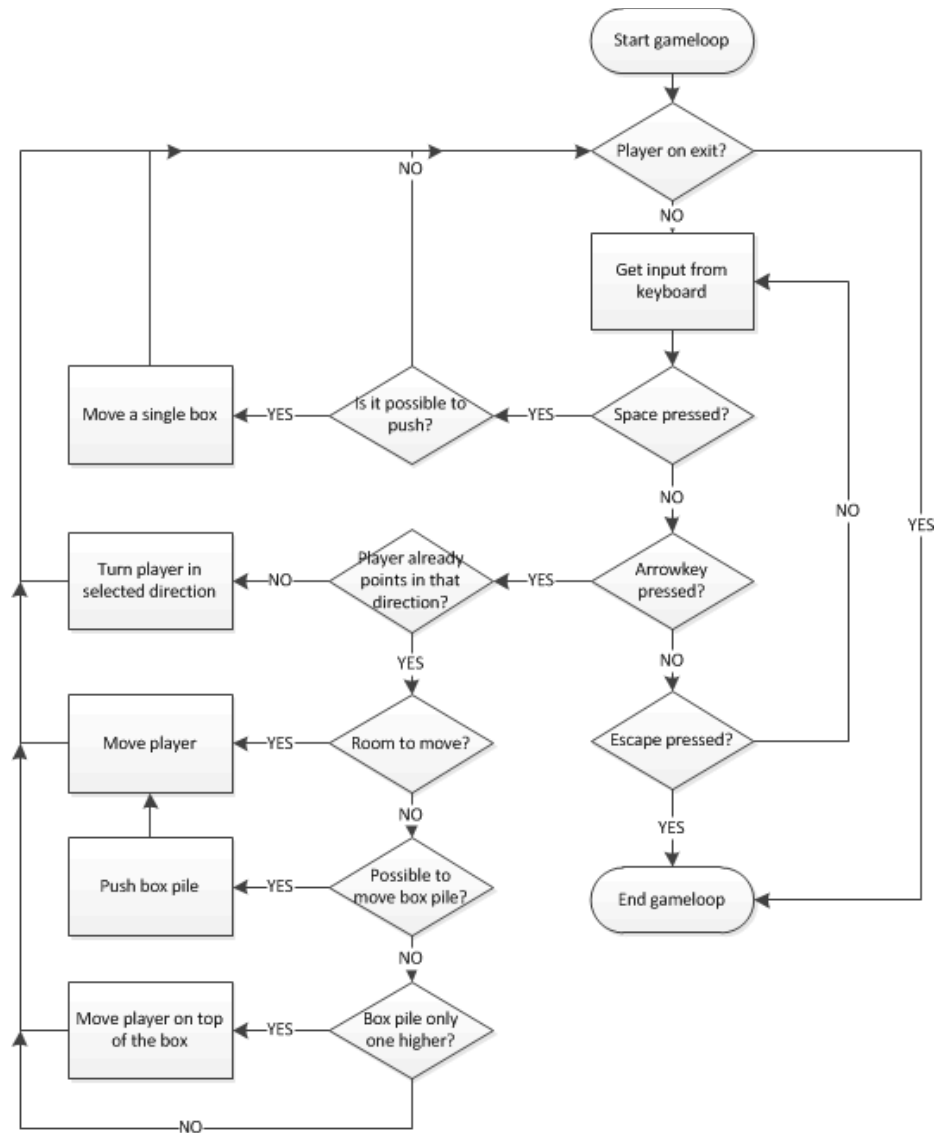 Start gameloop
Player on exit?
NO
NO
Get input from
keyboard
Move a single box
YES
Is it possible to
push?
YES
Space pressed?
NO
NO
YES
Turn player in
selected direction
NO
Player already
points in that
direction?
YES
Arrowkey
pressed?
YES
NO
Move player
YES
Room to move?
Escape pressed?
NO
YES
Push box pile
YES
Possible to
move box pile?
End gameloop
NO
Move player on top
of the box
YES
Box pile only
one higher?
NO